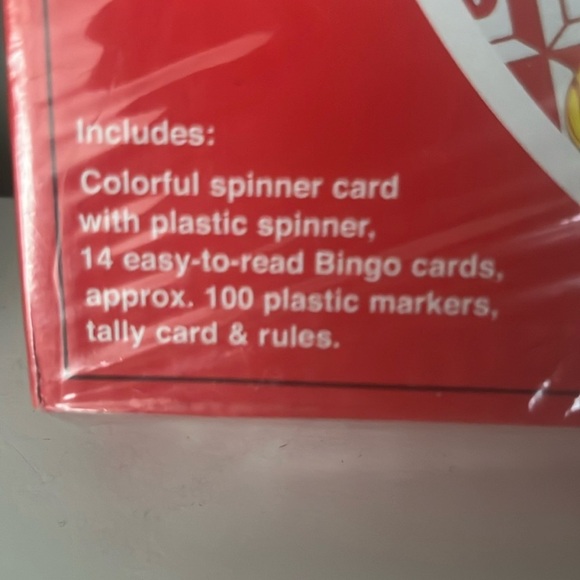 Includes:
Colorful spinner card
with plastic spinner,
14 easy-to-read Bingo cards,
approx. 100 plastic markers,
tally card & rules.